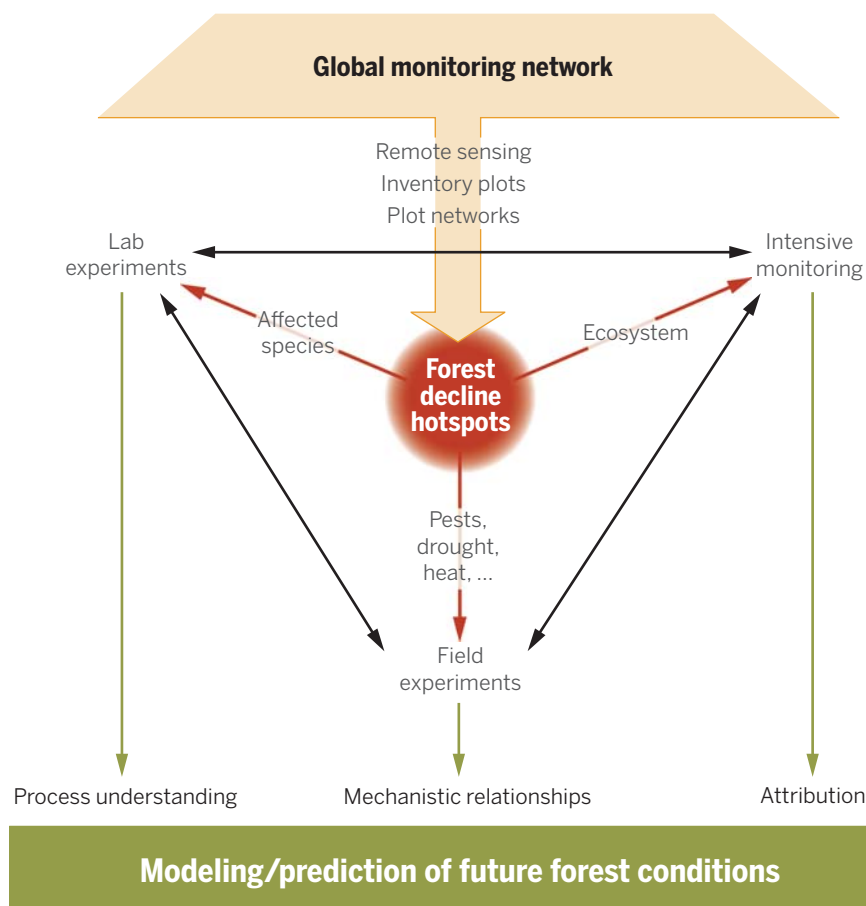 Global monitoring network
Remote sensing
Inventory plots
Plot networks
Lab
experiments
Intensive
monitoring
Affected
species
Ecosystem
Forest
decline
hotspots
Pests,
drought,
heat, ...
Field
experiments
Process understanding
Mechanistic relationships
Attribution
Modeling/prediction of future forest conditions